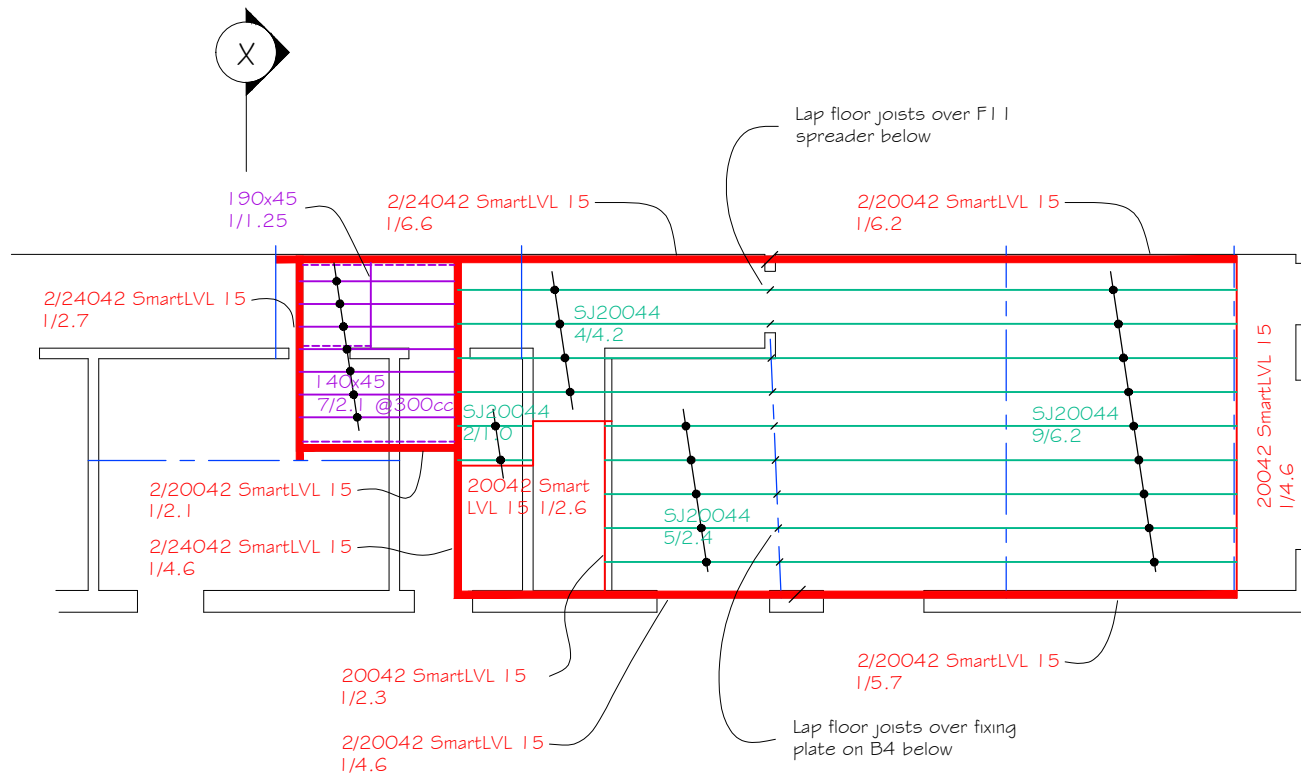 X
Lap floor joists over F11
spreader below
190x45
1/1.25
2/24042 SmartLVL 15
1/6.6
2/20042 SmartLVL 15
1/6.2
2/24042 SmartLVL 15
1/2.7
SJ20044
4/4.2
140x45
7/2.1 @300cc
SJ20044
2/1.0
SJ20044
9/6.2
20042 SmartLVL 15
1/4.6
2/20042 SmartLVL 15
1/2.1
20042 Smart
LVL 15 1/2.6
SJ20044
5/2.4
2/24042 SmartLVL 15
1/4.6
20042 SmartLVL 15
1/2.3
2/20042 SmartLVL 15
1/5.7
2/20042 SmartLVL 15
1/4.6
Lap floor joists over fixing
plate on B4 below